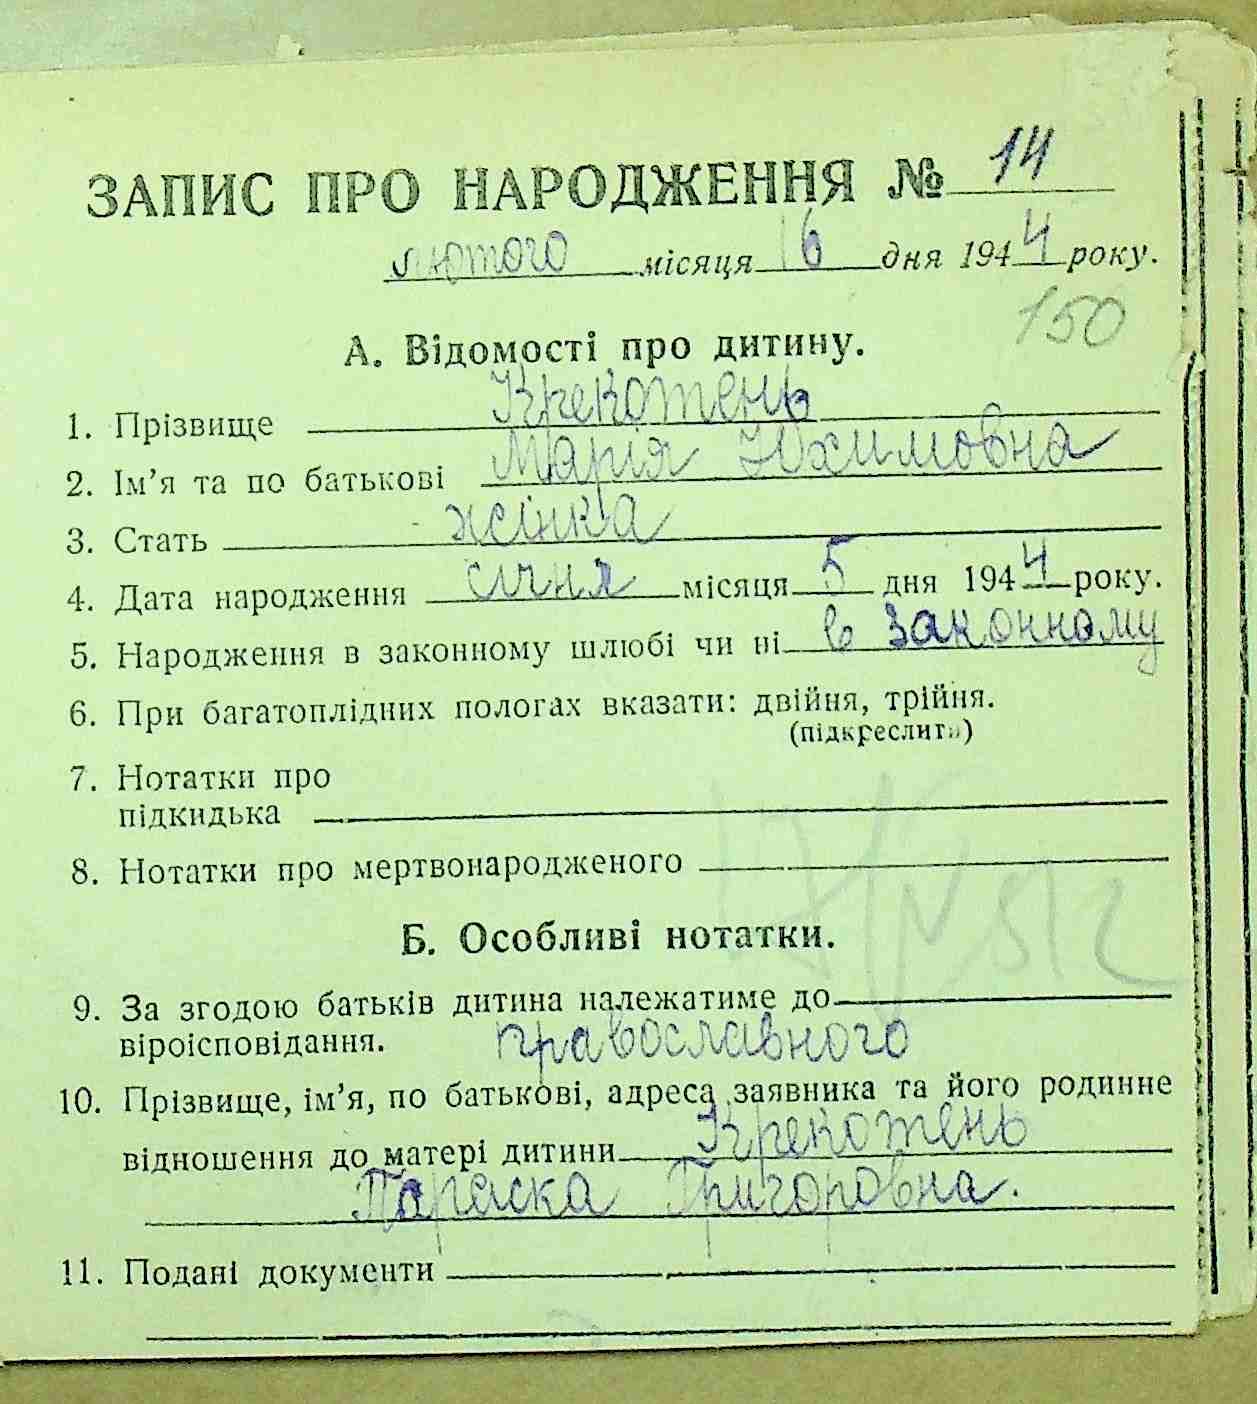 ЗАПИС ПРО НАРОДЖЕННЯ № 14
лютого місяця 16 дня 1944 року.
150
А. Відомості про дитину.
1. Прізвище Крекотень
2. Ім’я та по батькові Марія Юхимовна
3. Стать жінка
4. Дата народження січня місяця 5 дня 1944 року.
5. Народження в законному шлюбі чи ні в законному
6. При багатоплідних пологах вказати: двійня, трійня.
(підкреслити)
7. Нотатки про
підкидька
8. Нотатки про мертвонародженого
Б. Особливі нотатки.
9. За згодою батьків дитина належатиме до
віроісповідання. православного
10. Прізвище, ім’я, по батькові, адреса заявника та його родинне
відношення до матері дитини Крекотень
Параска Григоровна.
11. Подані документи